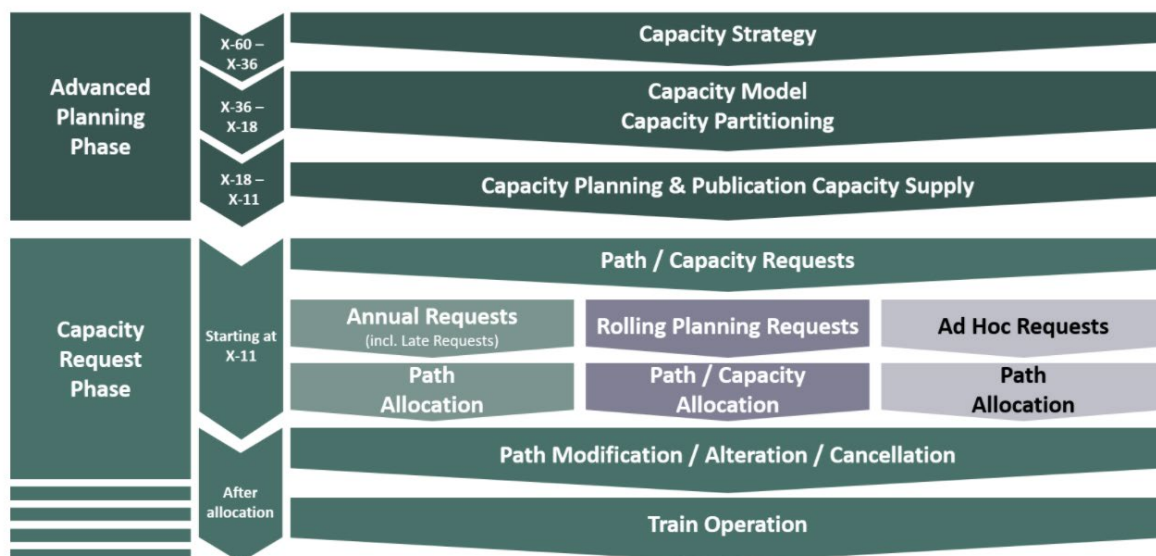 Advanced
Planning
Phase
X-60 –
X-36
Capacity Strategy
X-36 –
X-18
Capacity Model
Capacity Partitioning
X-18 –
X-11
Capacity Planning & Publication Capacity Supply
Capacity
Request
Phase
Starting at
X-11
Path / Capacity Requests
Annual Requests
(incl. Late Requests)
Rolling Planning Requests
Ad Hoc Requests
Path
Allocation
Path / Capacity
Allocation
Path
Allocation
After
allocation
Path Modification / Alteration / Cancellation
Train Operation